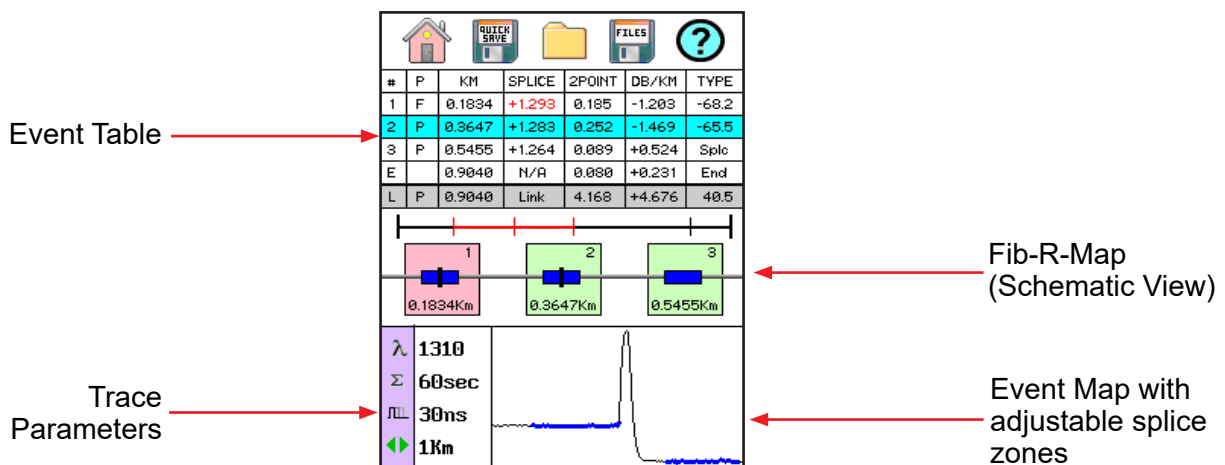 QUICK
SAVE
FILES
?
# P KM SPLICE 2POINT DB/KM TYPE
1 F 0.1834 +1.293 0.185 -1.203 -68.2
2 P 0.3647 +1.283 0.252 -1.469 -65.5
3 P 0.5455 +1.264 0.089 +0.524 Splc
E 0.9040 N/A 0.080 +0.231 End
L P 0.9040 Link 4.168 +4.676 40.5
Event Table
1
0.1834Km
2
0.3647Km
3
0.5455Km
Fib-R-Map
(Schematic View)
λ 1310
Σ 60sec
30ns
1Km
Trace
Parameters
Event Map with
adjustable splice
zones